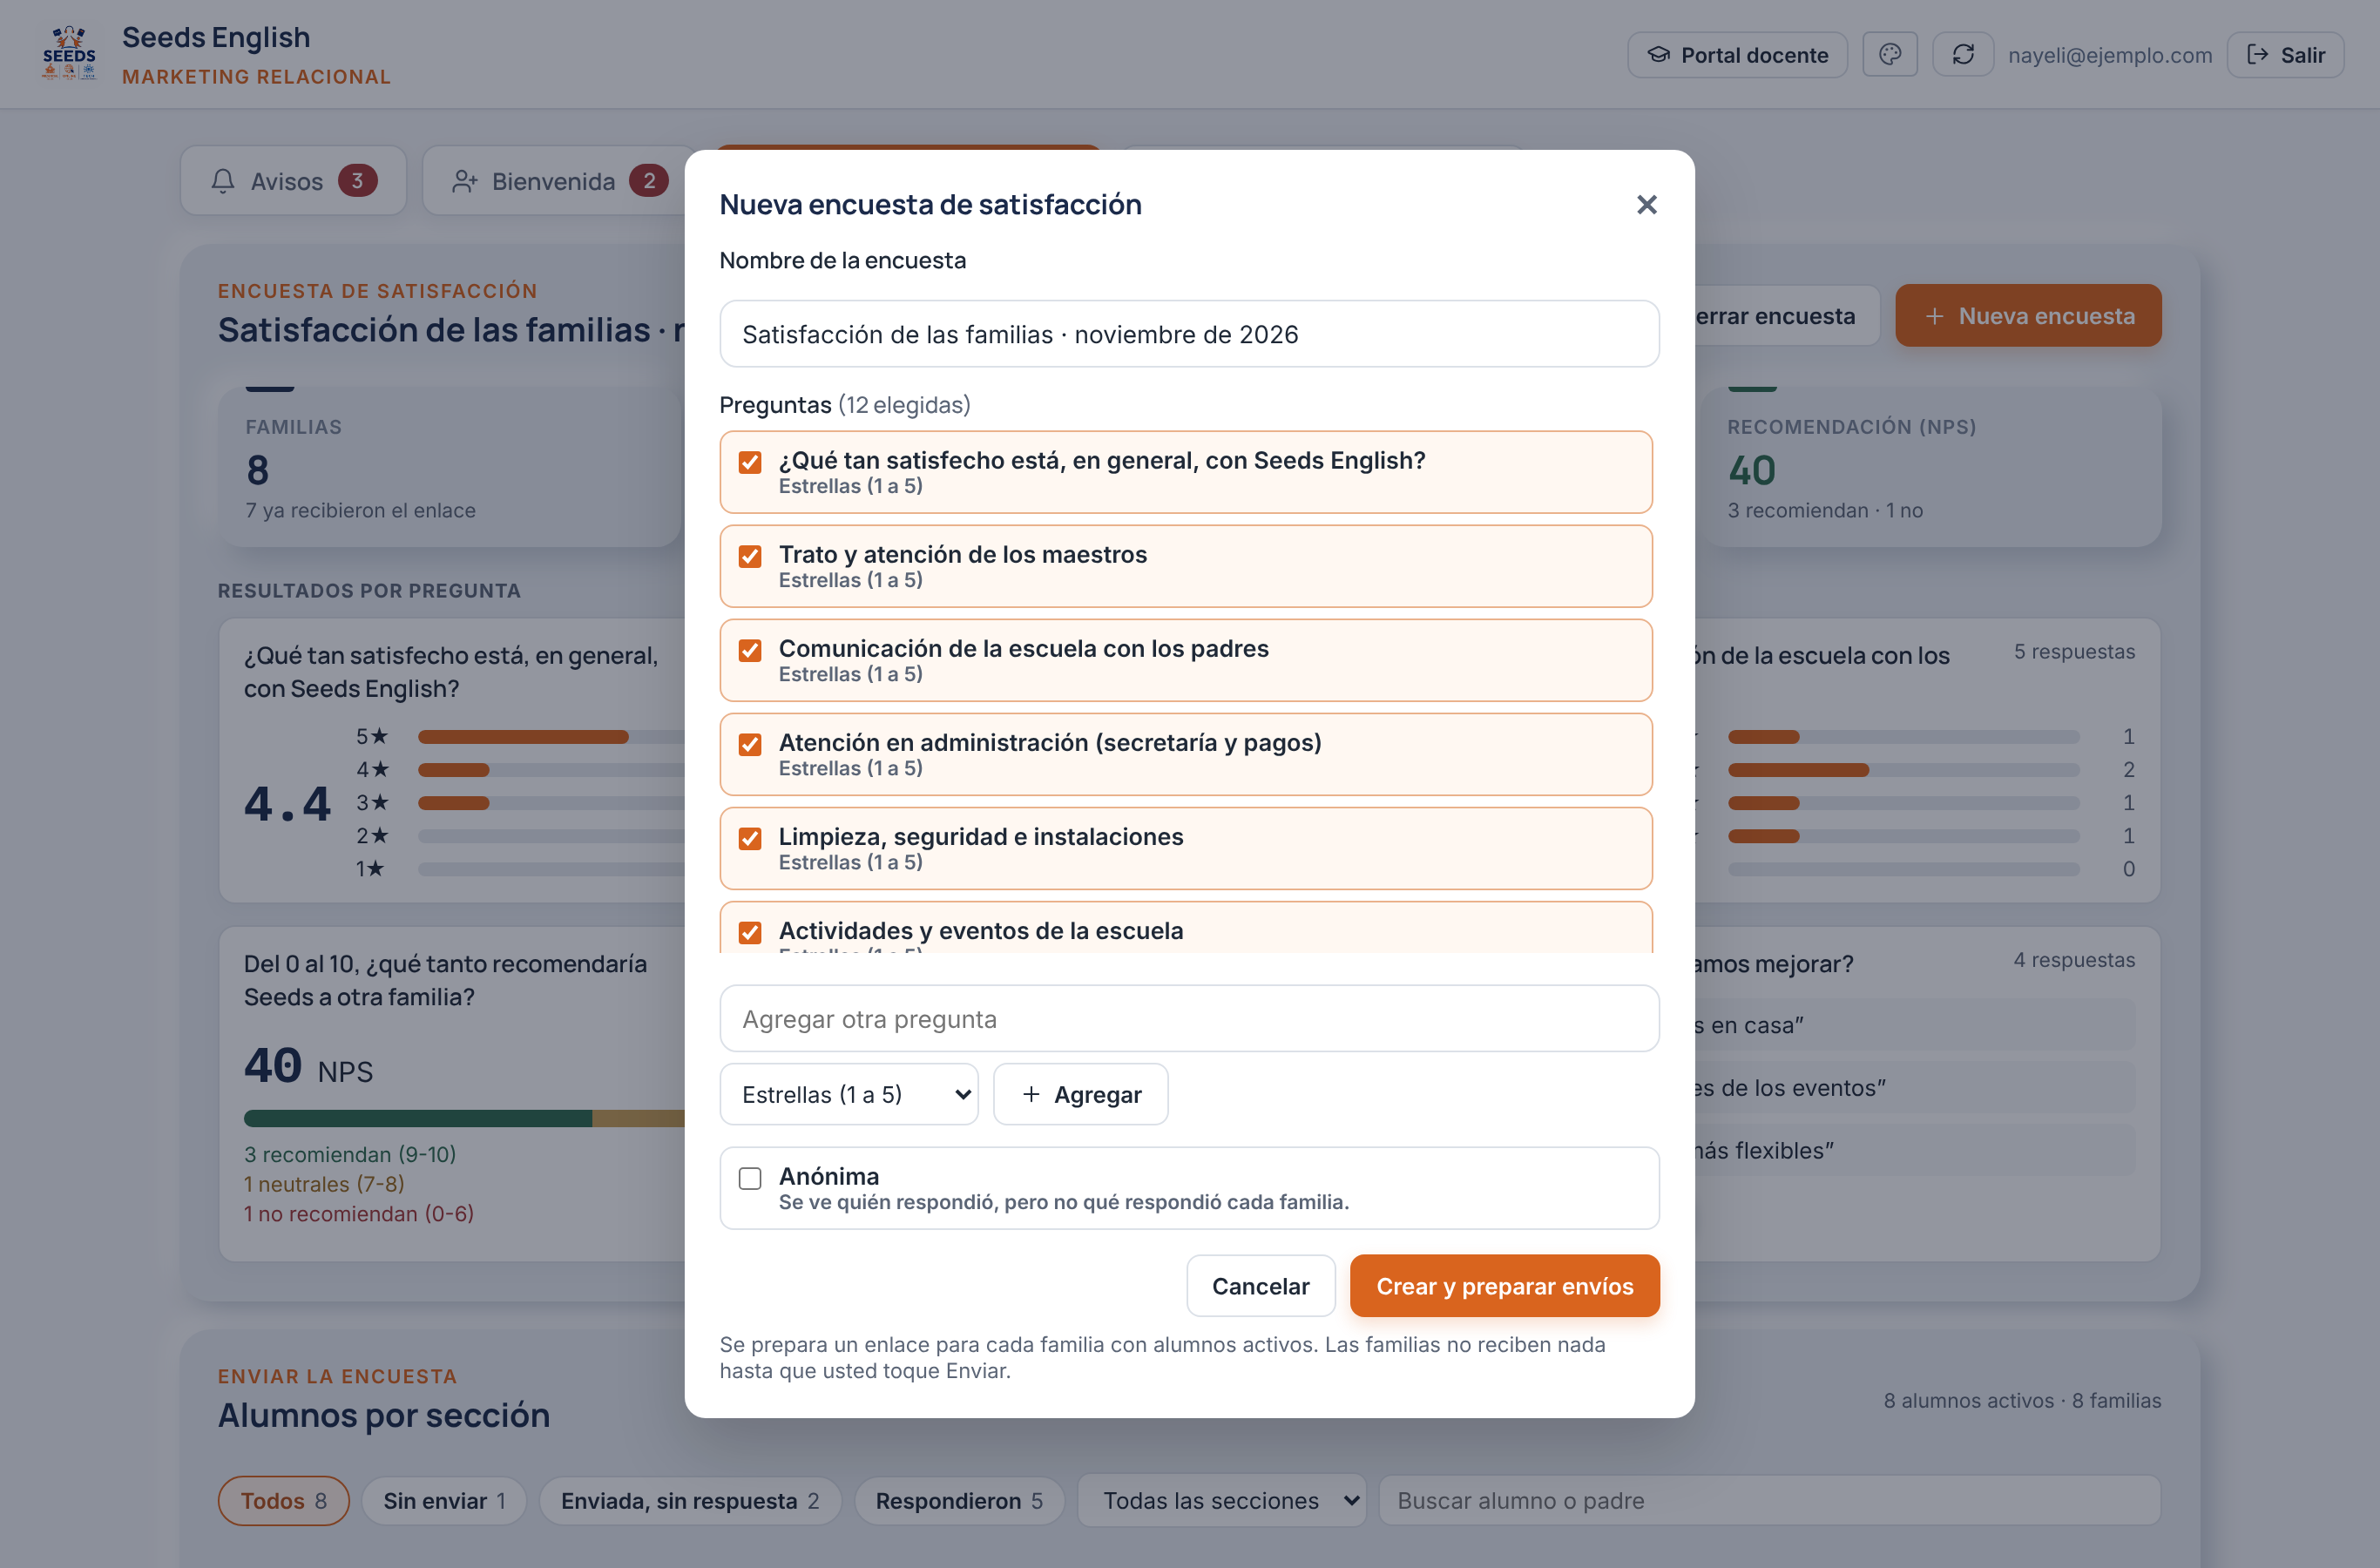 SEEDS
Seeds English
MARKETING RELACIONAL
Portal docente
nayeli@ejemplo.com
Salir
Avisos 3
Bienvenida 2
ENCUESTA DE SATISFACCIÓN
Satisfacción de las familias ·
errar encuesta
+ Nueva encuesta
FAMILIAS
8
7 ya recibieron el enlace
RECOMENDACIÓN (NPS)
40
3 recomiendan · 1 no
RESULTADOS POR PREGUNTA
¿Qué tan satisfecho está, en general,
con Seeds English?
4.4
5★
4★
3★
2★
1★
ón de la escuela con los
5 respuestas
1
2
1
1
0
Del 0 al 10, ¿qué tanto recomendaría
Seeds a otra familia?
40 NPS
3 recomiendan (9-10)
1 neutrales (7-8)
1 no recomiendan (0-6)
amos mejorar?
4 respuestas
s en casa”
es de los eventos”
más flexibles”
Nueva encuesta de satisfacción
Nombre de la encuesta
Satisfacción de las familias · noviembre de 2026
Preguntas (12 elegidas)
¿Qué tan satisfecho está, en general, con Seeds English?
Estrellas (1 a 5)
Trato y atención de los maestros
Estrellas (1 a 5)
Comunicación de la escuela con los padres
Estrellas (1 a 5)
Atención en administración (secretaría y pagos)
Estrellas (1 a 5)
Limpieza, seguridad e instalaciones
Estrellas (1 a 5)
Actividades y eventos de la escuela
Estrellas (1 a 5)
Agregar otra pregunta
Estrellas (1 a 5)
+ Agregar
Anónima
Se ve quién respondió, pero no qué respondió cada familia.
Cancelar
Crear y preparar envíos
Se prepara un enlace para cada familia con alumnos activos. Las familias no reciben nada
hasta que usted toque Enviar.
ENVIAR LA ENCUESTA
Alumnos por sección
8 alumnos activos · 8 familias
Todos 8
Sin enviar 1
Enviada, sin respuesta 2
Respondieron 5
Todas las secciones
Buscar alumno o padre